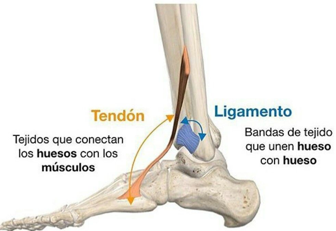 Tendón
Tejidos que conectan
los huesos con los
músculos
Ligamento
Bandas de tejido
que unen hueso
con hueso